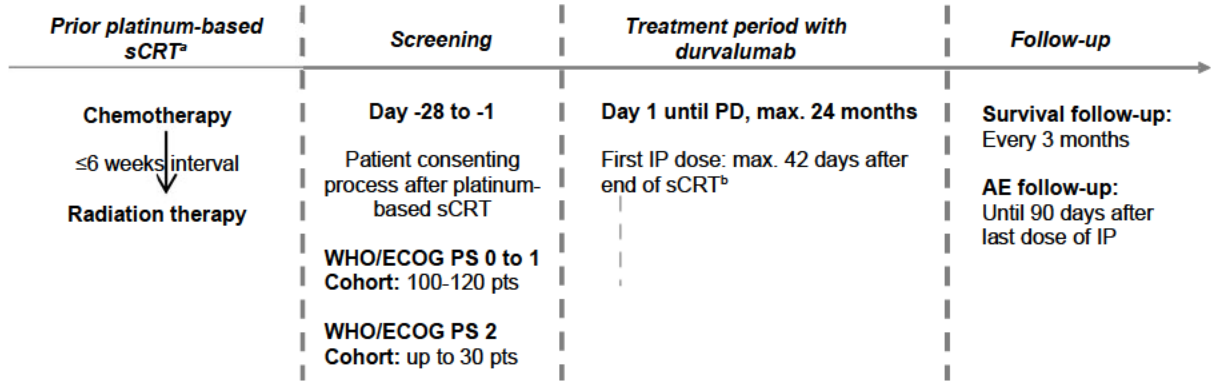 Prior platinum-based
sCRTᵃ
Screening
Treatment period with
durvalumab
Follow-up
Chemotherapy
≤6 weeks interval
Radiation therapy
Day -28 to -1
Patient consenting
process after platinum-
based sCRT
WHO/ECOG PS 0 to 1
Cohort: 100-120 pts
WHO/ECOG PS 2
Cohort: up to 30 pts
Day 1 until PD, max. 24 months
First IP dose: max. 42 days after
end of sCRTᵇ
Survival follow-up:
Every 3 months
AE follow-up:
Until 90 days after
last dose of IP